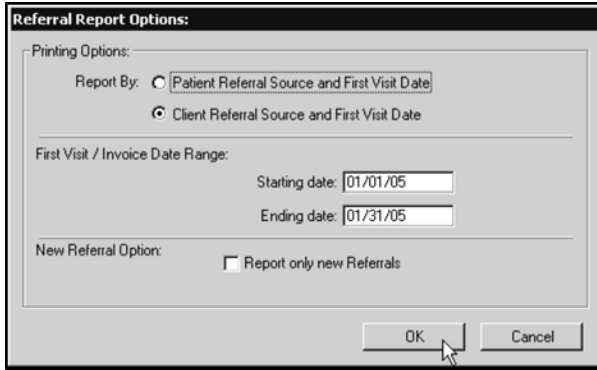 Referral Report Options:
Printing Options:
Report By: Patient Referral Source and First Visit Date
Client Referral Source and First Visit Date
First Visit / Invoice Date Range:
Starting date: 01/01/05
Ending date: 01/31/05
New Referral Option: Report only new Referrals
OK Cancel